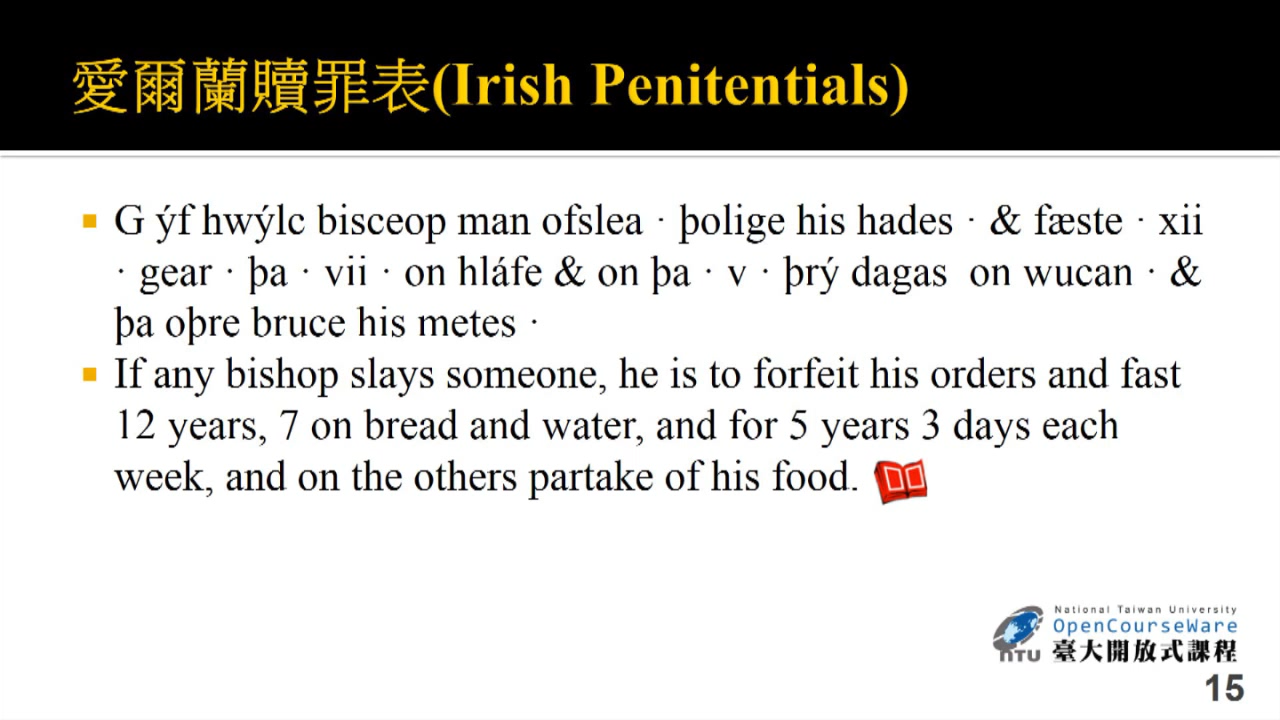 愛爾蘭贖罪表(Irish Penitentials)
G ýf hwýlc bisceop man ofslea · þolige his hades · & fæste · xii
· gear · þa · vii · on hláfe & on þa · v · þrý dagas on wucan · &
þa oþre bruce his metes ·
If any bishop slays someone, he is to forfeit his orders and fast
12 years, 7 on bread and water, and for 5 years 3 days each
week, and on the others partake of his food.
National Taiwan University
OpenCourseWare
NTU 臺大開放式課程
15